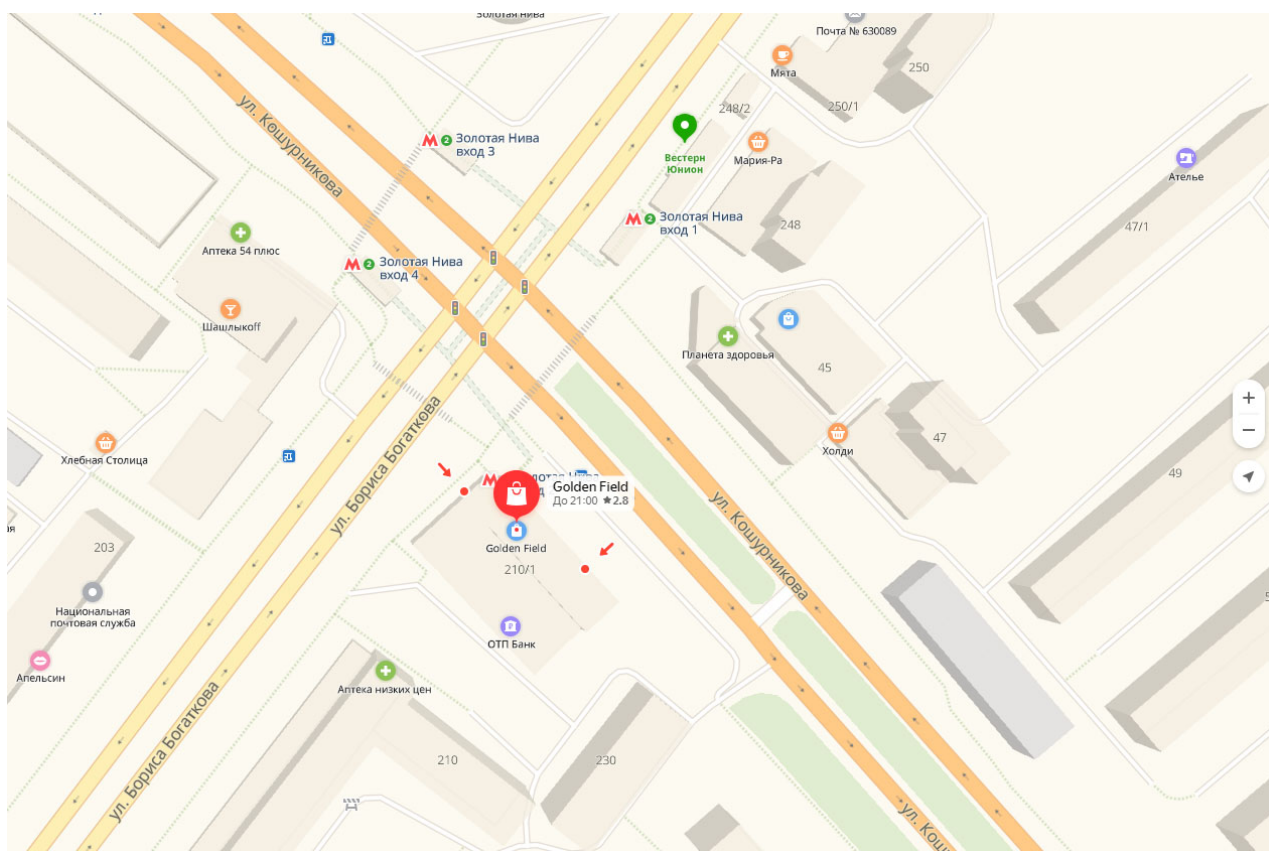 Золотая нива
Почта № 630089
Мята
250
248/2
250/1
ул. Кошурникова
М 2 Золотая Нива
вход 3
Вестерн
Юнион
Мария-Ра
Ателье
М 2 Золотая Нива
вход 1
248
47/1
Аптека 54 плюс
М 2 Золотая Нива
вход 4
Шашлыкoff
Планета здоровья
45
ул. Бориса Богаткова
Хлебная Столица
Холди
47
49
Golden Field
До 21:00 ★2.8
ул. Кошурникова
203
Golden Field
210/1
Национальная
почтовая служба
ОТП Банк
Апельсин
Аптека низких цен
ул. Бориса Богаткова
210
230
ул. Кош